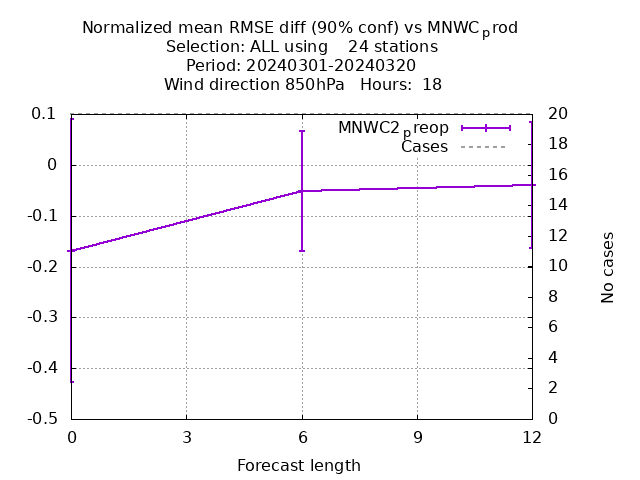 Normalized mean RMSE diff (90% conf) vs MNWCprod
Selection: ALL using 24 stations
Period: 20240301-20240320
Wind direction 850hPa Hours: 18
0.1
0
-0.1
-0.2
-0.3
-0.4
-0.5
MNWC2preop
Cases
20
18
16
14
12
10
8
6
4
2
0
No cases
0 3 6 9 12
Forecast length